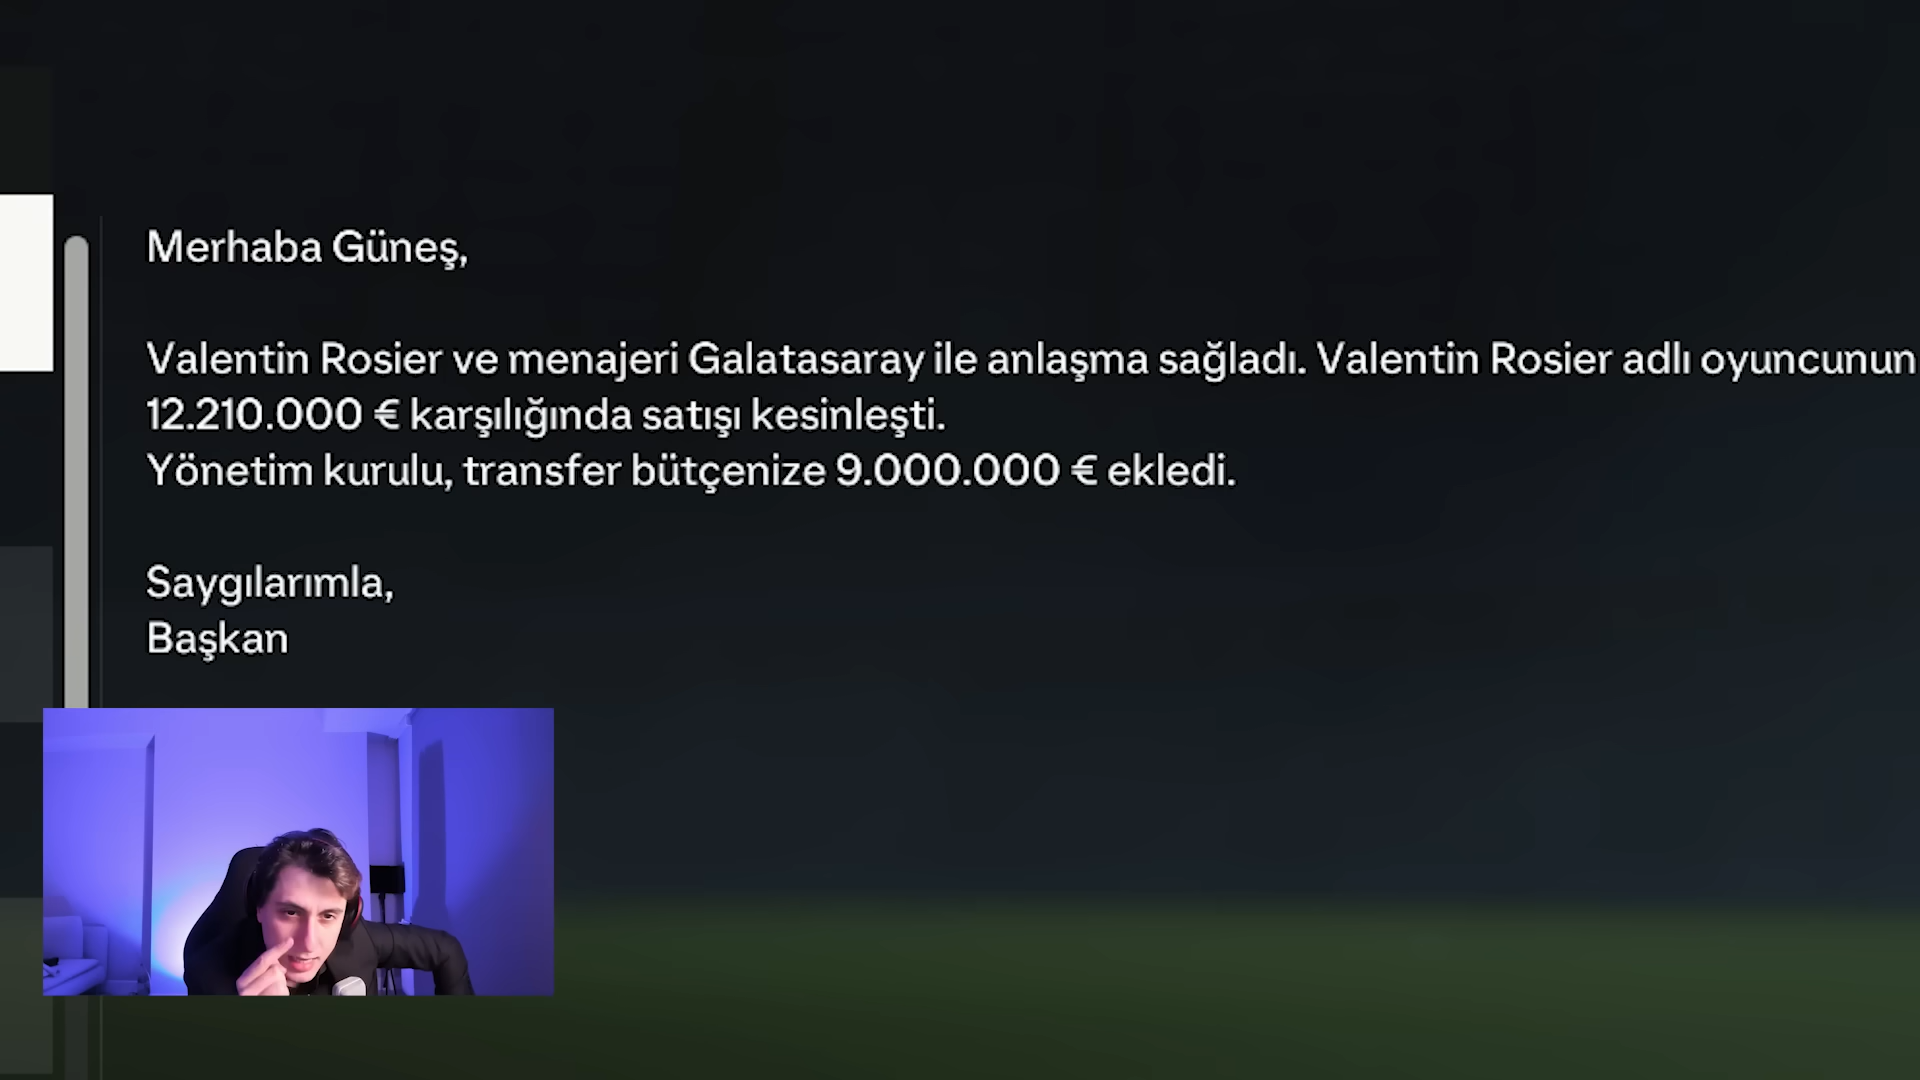 Merhaba Güneş,
Valentin Rosier ve menajeri Galatasaray ile anlaşma sağladı. Valentin Rosier adlı oyuncunun
12.210.000 € karşılığında satışı kesinleşti.
Yönetim kurulu, transfer bütçenize 9.000.000 € ekledi.
Saygılarımla,
Başkan